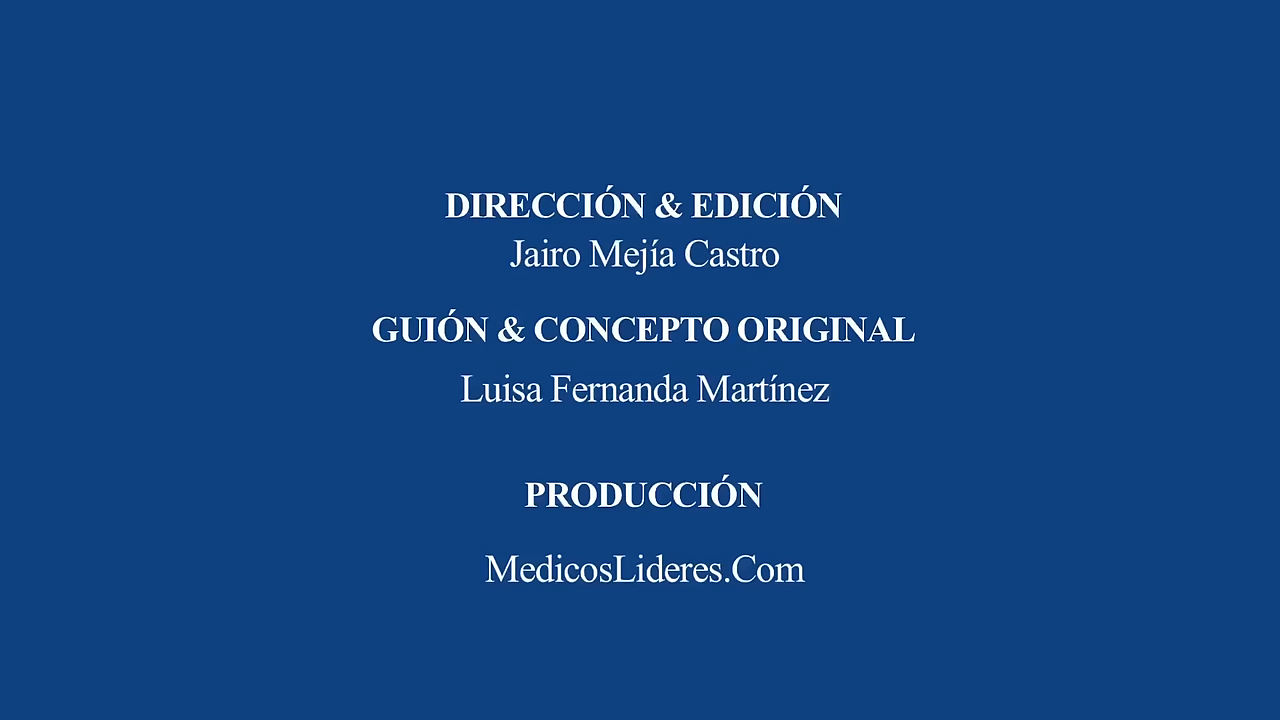 DIRECCIÓN & EDICIÓN
Jairo Mejía Castro
GUIÓN & CONCEPTO ORIGINAL
Luisa Fernanda Martínez
PRODUCCIÓN
MedicosLideres.Com